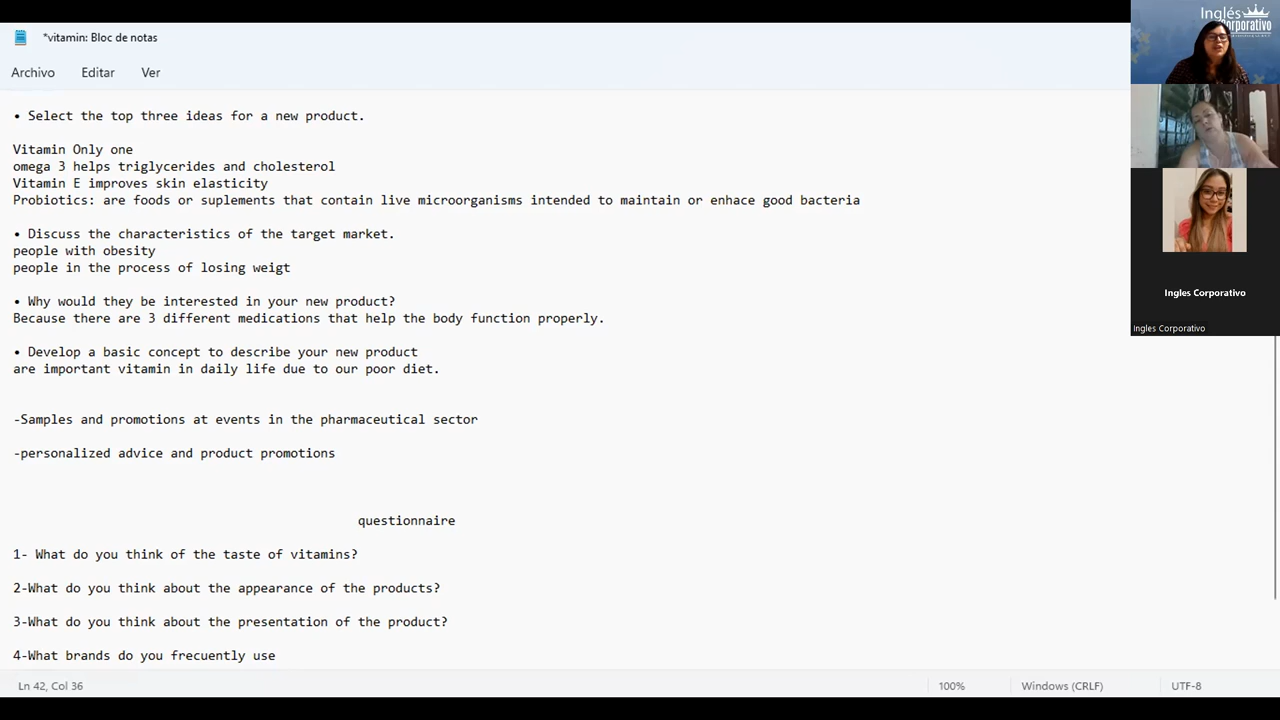 *vitamin: Bloc de notas
Archivo Editar Ver
• Select the top three ideas for a new product.
Vitamin Only one
omega 3 helps triglycerides and cholesterol
Vitamin E improves skin elasticity
Probiotics: are foods or suplements that contain live microorganisms intended to maintain or enhace good bacteria
• Discuss the characteristics of the target market.
people with obesity
people in the process of losing weigt
• Why would they be interested in your new product?
Because there are 3 different medications that help the body function properly.
• Develop a basic concept to describe your new product
are important vitamin in daily life due to our poor diet.
-Samples and promotions at events in the pharmaceutical sector
-personalized advice and product promotions
questionnaire
1- What do you think of the taste of vitamins?
2-What do you think about the appearance of the products?
3-What do you think about the presentation of the product?
4-What brands do you frecuently use
Ln 42, Col 36
100%
Windows (CRLF)
UTF-8
Inglés
Ingles Corporativo
Ingles Corporativo